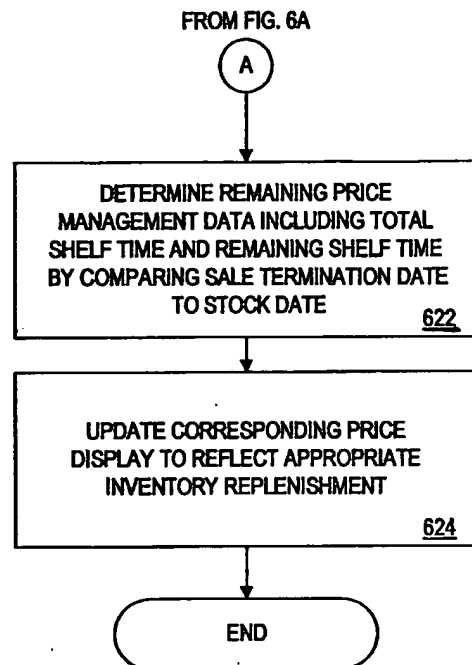 FROM FIG. 6A
A
DETERMINE REMAINING PRICE
MANAGEMENT DATA INCLUDING TOTAL
SHELF TIME AND REMAINING SHELF TIME
BY COMPARING SALE TERMINATION DATE
TO STOCK DATE
622
UPDATE CORRESPONDING PRICE
DISPLAY TO REFLECT APPROPRIATE
INVENTORY REPLENISHMENT
624
END